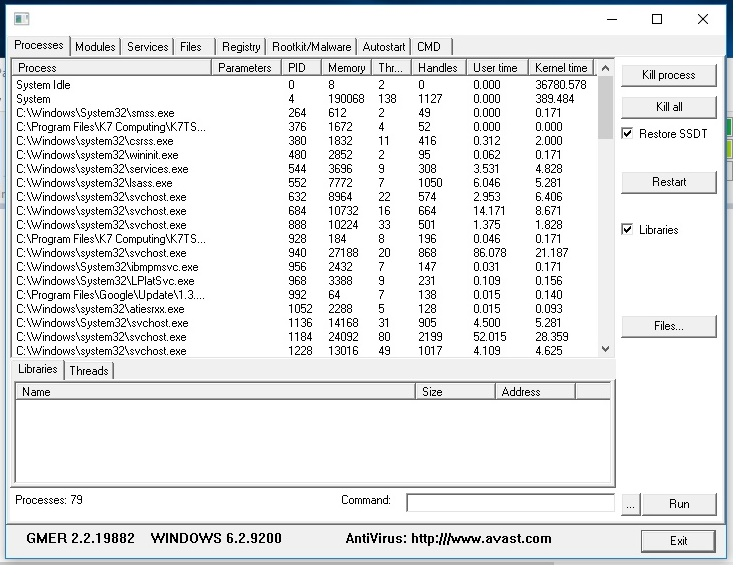 Processes Modules Services Files Registry Rootkit/Malware Autostart CMD
Process Parameters PID Memory Thr... Handles User time Kernel time
System Idle 0 8 2 0 0.000 36780.578
System 4 190068 138 1127 0.000 389.484
C:\Windows\System32\smss.exe 264 612 2 49 0.000 0.171
C:\Program Files\K7 Computing\K7TS... 376 1672 4 52 0.000 0.000
C:\Windows\system32\csrss.exe 380 1832 11 416 0.312 2.000
C:\Windows\system32\wininit.exe 480 2852 2 95 0.062 0.171
C:\Windows\system32\services.exe 544 3696 9 308 3.531 4.828
C:\Windows\system32\lsass.exe 552 7772 7 1050 6.046 5.281
C:\Windows\system32\svchost.exe 632 8964 22 574 2.953 6.406
C:\Windows\system32\svchost.exe 684 10732 16 664 14.171 8.671
C:\Windows\system32\svchost.exe 888 10224 33 501 1.375 1.828
C:\Program Files\K7 Computing\K7TS... 928 184 8 196 0.046 0.171
C:\Windows\system32\svchost.exe 940 27188 20 868 86.078 21.187
C:\Windows\System32\ibmpmsvc.exe 956 2432 7 147 0.031 0.171
C:\Windows\System32\LPlatSvc.exe 968 3388 9 231 0.109 0.156
C:\Program Files\Google\Update\1.3.... 992 64 7 138 0.015 0.140
C:\Windows\system32\atiesrxx.exe 1052 2288 5 128 0.015 0.093
C:\Windows\System32\svchost.exe 1136 14168 31 905 4.500 5.281
C:\Windows\system32\svchost.exe 1184 24092 80 2199 52.015 28.359
C:\Windows\system32\svchost.exe 1228 13016 49 1017 4.109 4.625
Kill process
Kill all
Restore SSDT
Restart
Libraries
Files...
Libraries Threads
Name Size Address
Processes: 79 Command: ... Run
GMER 2.2.19882 WINDOWS 6.2.9200 AntiVirus: http:///www.avast.com Exit